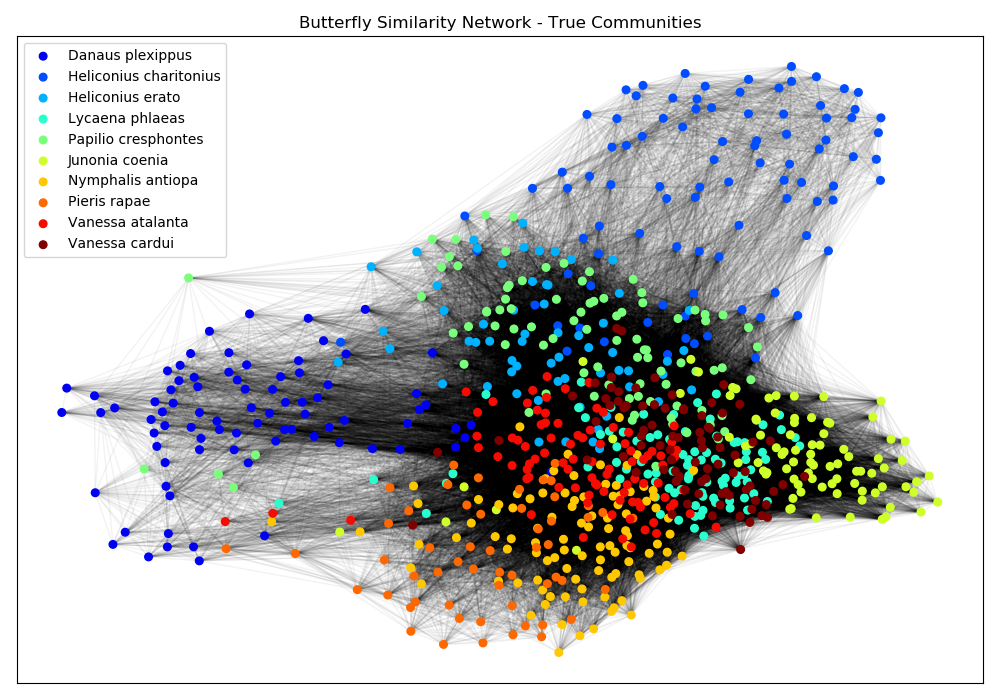 Butterfly Similarity Network - True Communities
Danaus plexippus
Heliconius charitonius
Heliconius erato
Lycaena phlaeas
Papilio cresphontes
Junonia coenia
Nymphalis antiopa
Pieris rapae
Vanessa atalanta
Vanessa cardui